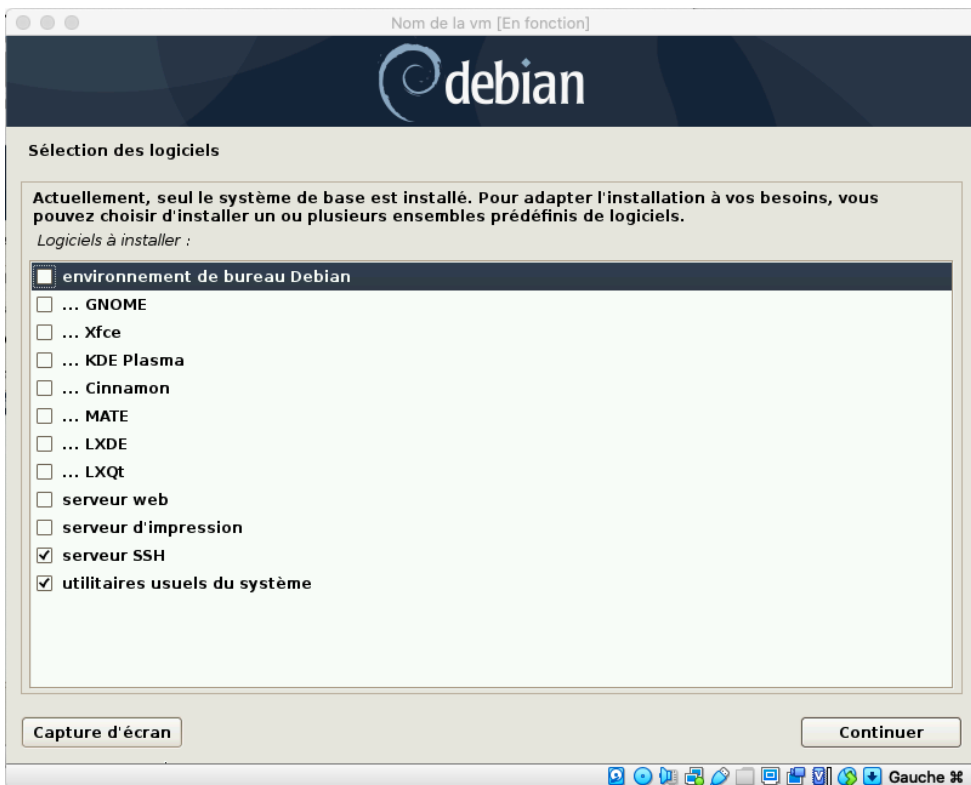 Nom de la vm [En fonction]
debian
Sélection des logiciels
Actuellement, seul le système de base est installé. Pour adapter l'installation à vos besoins, vous
pouvez choisir d'installer un ou plusieurs ensembles prédéfinis de logiciels.
Logiciels à installer :
environnement de bureau Debian
... GNOME
... Xfce
... KDE Plasma
... Cinnamon
... MATE
... LXDE
... LXQt
serveur web
serveur d'impression
serveur SSH
utilitaires usuels du système
Capture d'écran
Continuer
Gauche ⌘